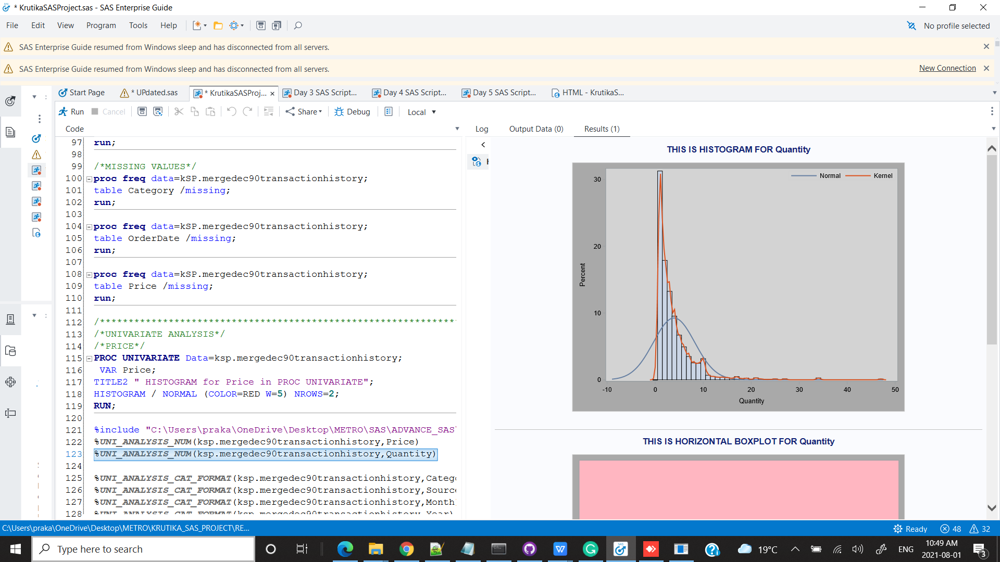 * KrutikaSASProject.sas - SAS Enterprise Guide
File Edit View Program Tools Help
No profile selected
SAS Enterprise Guide resumed from Windows sleep and has disconnected from all servers.
SAS Enterprise Guide resumed from Windows sleep and has disconnected from all servers.
New Connection
Start Page
* UPdated.sas
* KrutikaSASProj...
Day 3 SAS Script...
Day 4 SAS Script...
Day 5 SAS Script...
HTML - KrutikaS...
Run Cancel Share Debug Local
Code
97 run;
98
99 /*MISSING VALUES*/
100 proc freq data=kSP.mergedec90transactionhistory;
101 table Category /missing;
102 run;
103
104 proc freq data=kSP.mergedec90transactionhistory;
105 table OrderDate /missing;
106 run;
107
108 proc freq data=kSP.mergedec90transactionhistory;
109 table Price /missing;
110 run;
111
112 /***************************************************************
113 /*UNIVARIATE ANALYSIS*/
114 /*PRICE*/
115 PROC UNIVARIATE Data=ksp.mergedec90transactionhistory;
116 VAR Price;
117 TITLE2 " HISTOGRAM for Price in PROC UNIVARIATE";
118 HISTOGRAM / NORMAL (COLOR=RED W=5) NROWS=2;
119 RUN;
120
121 %include "C:\Users\praka\OneDrive\Desktop\METRO\SAS\ADVANCE_SAS\
122 %UNI_ANALYSIS_NUM(ksp.mergedec90transactionhistory,Price)
123 %UNI_ANALYSIS_NUM(ksp.mergedec90transactionhistory,Quantity)
124
125 %UNI_ANALYSIS_CAT_FORMAT(ksp.mergedec90transactionhistory,Catego
126 %UNI_ANALYSIS_CAT_FORMAT(ksp.mergedec90transactionhistory,Source
127 %UNI_ANALYSIS_CAT_FORMAT(ksp.mergedec90transactionhistory,Month)
128 %UNI_ANALYSIS_CAT_FORMAT(ksp.mergedec90transactionhistory,Year)
Log Output Data (0) Results (1)
THIS IS HISTOGRAM FOR Quantity
Normal Kernel
30
20
10
0
Percent
-10 0 10 20 30 40 50
Quantity
THIS IS HORIZONTAL BOXPLOT FOR Quantity
C:\Users\praka\OneDrive\Desktop\METRO\KRUTIKA_SAS_PROJECT\RE...
Ready 48 32
Type here to search
19°C
ENG
10:49 AM
2021-08-01
3